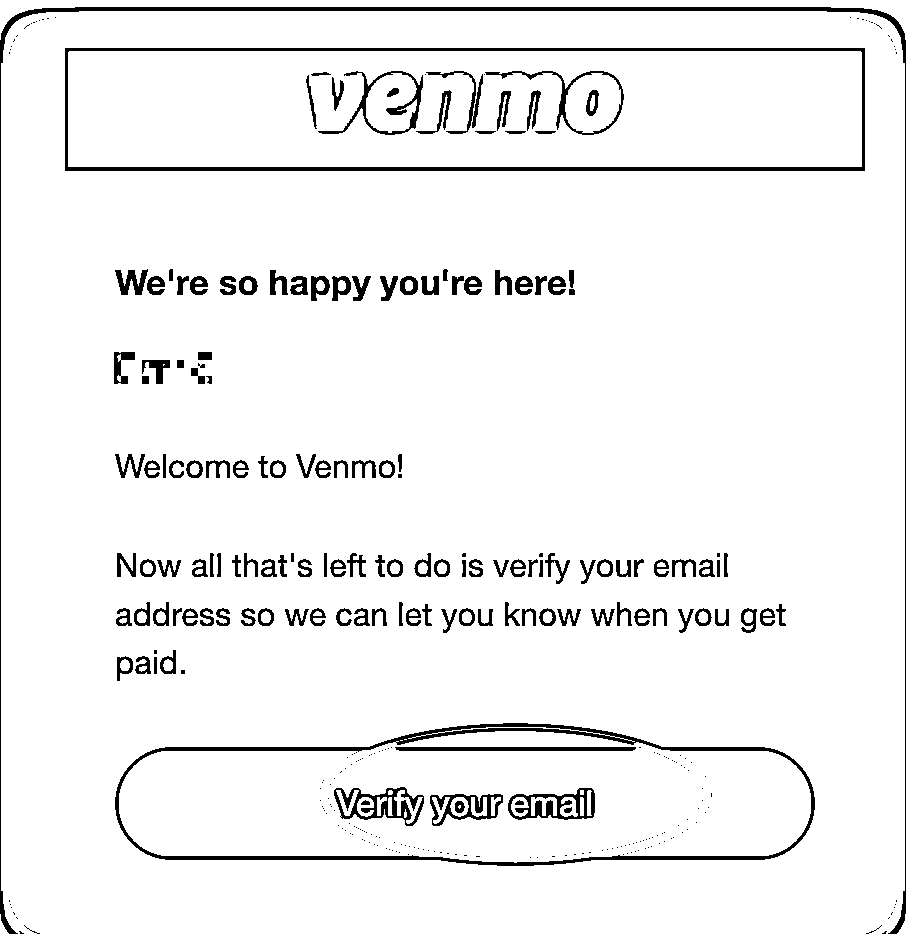 venmo
We're so happy you're here!
Welcome to Venmo!
Now all that's left to do is verify your email
address so we can let you know when you get
paid.
Verify your email